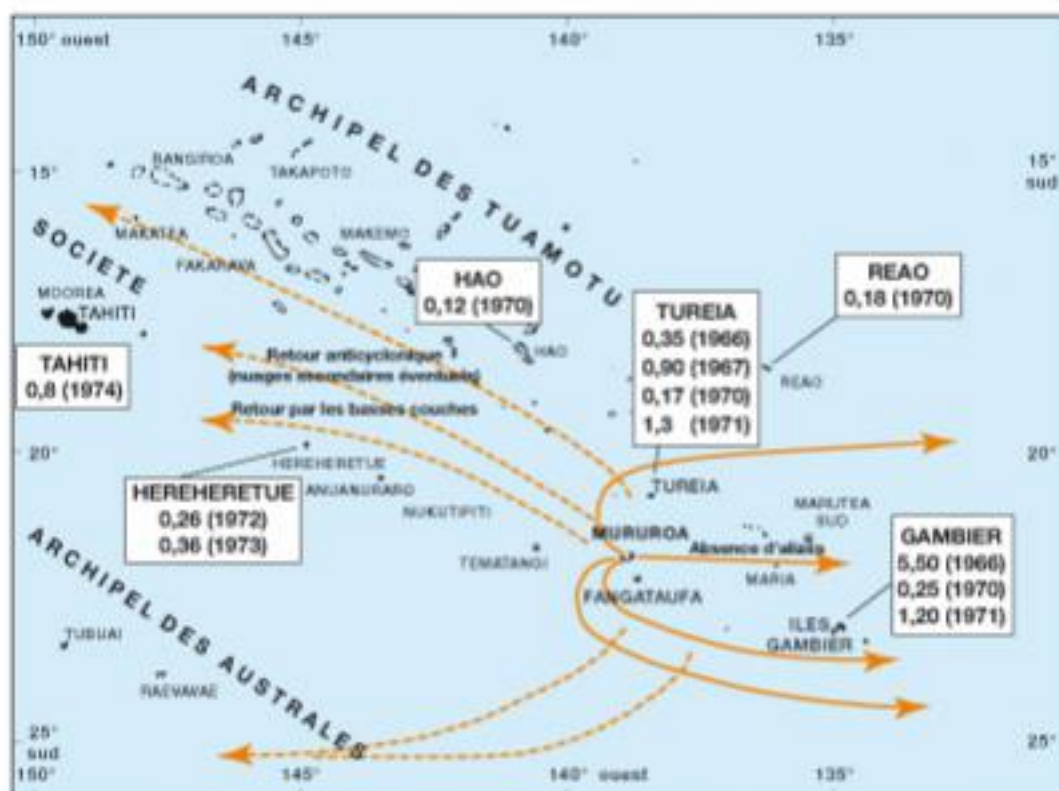 150° ouest
145°
140°
135°
ARCHIPEL DES TUAMOTU
RANGIROA
TAKAPOTO
15°
15°
sud
MAKATEA
MAKEMO
FAKARAVA
SOCIETE
MOOREA
TAHITI
TAHITI
0,8 (1974)
HAO
0,12 (1970)
HAO
TUREIA
0,35 (1966)
0,90 (1967)
0,17 (1970)
1,3 (1971)
REAO
0,18 (1970)
REAO
Retour anticyclonique
(nuages secondaires éventuels)
Retour par les basses couches
20°
20°
HEREHERETUE
ANUANURARO
HEREHERETUE
0,26 (1972)
0,36 (1973)
NUKUTIPITI
TUREIA
MARUTEA
SUD
MURUROA
TEMATANGI
Absence d'alizés
MARIA
FANGATAUFA
GAMBIER
5,50 (1966)
0,25 (1970)
1,20 (1971)
ILES
GAMBIER
ARCHIPEL DES AUSTRALES
TUBUAI
RAEVAVAE
25°
sud
25°
150°
145°
140° ouest
135°